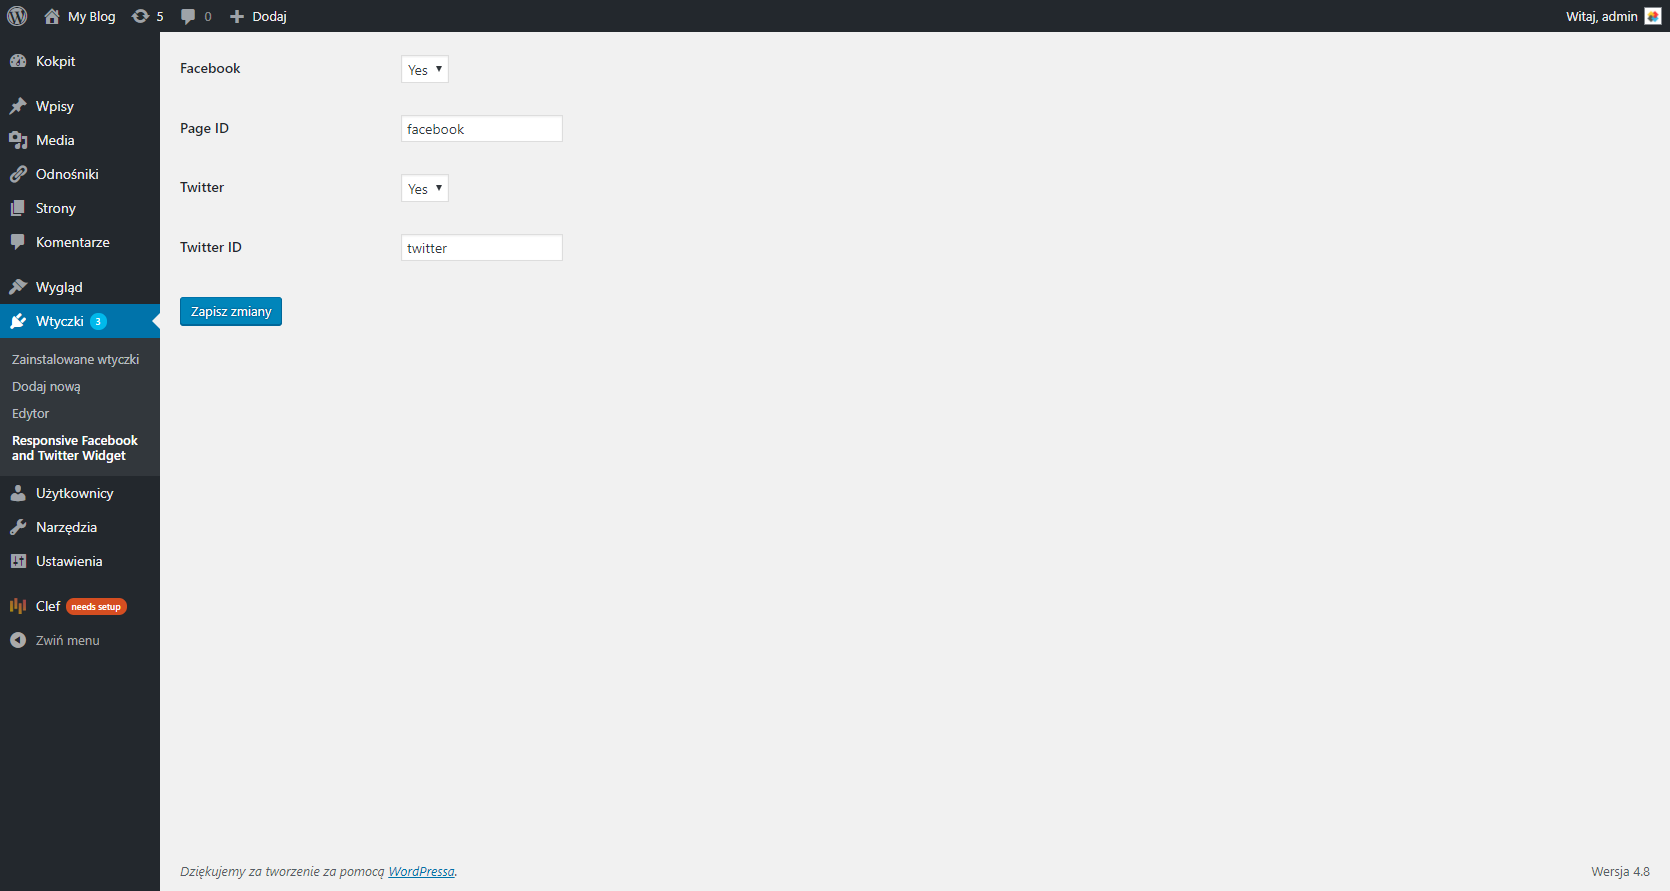 My Blog 5 0 Dodaj Witaj, admin
Kokpit
Wpisy
Media
Odnośniki
Strony
Komentarze
Wygląd
Wtyczki 3
Zainstalowane wtyczki
Dodaj nową
Edytor
Responsive Facebook
and Twitter Widget
Użytkownicy
Narzędzia
Ustawienia
Clef needs setup
Zwiń menu
Facebook Yes
Page ID facebook
Twitter Yes
Twitter ID twitter
Zapisz zmiany
Dziękujemy za tworzenie za pomocą WordPressa. Wersja 4.8